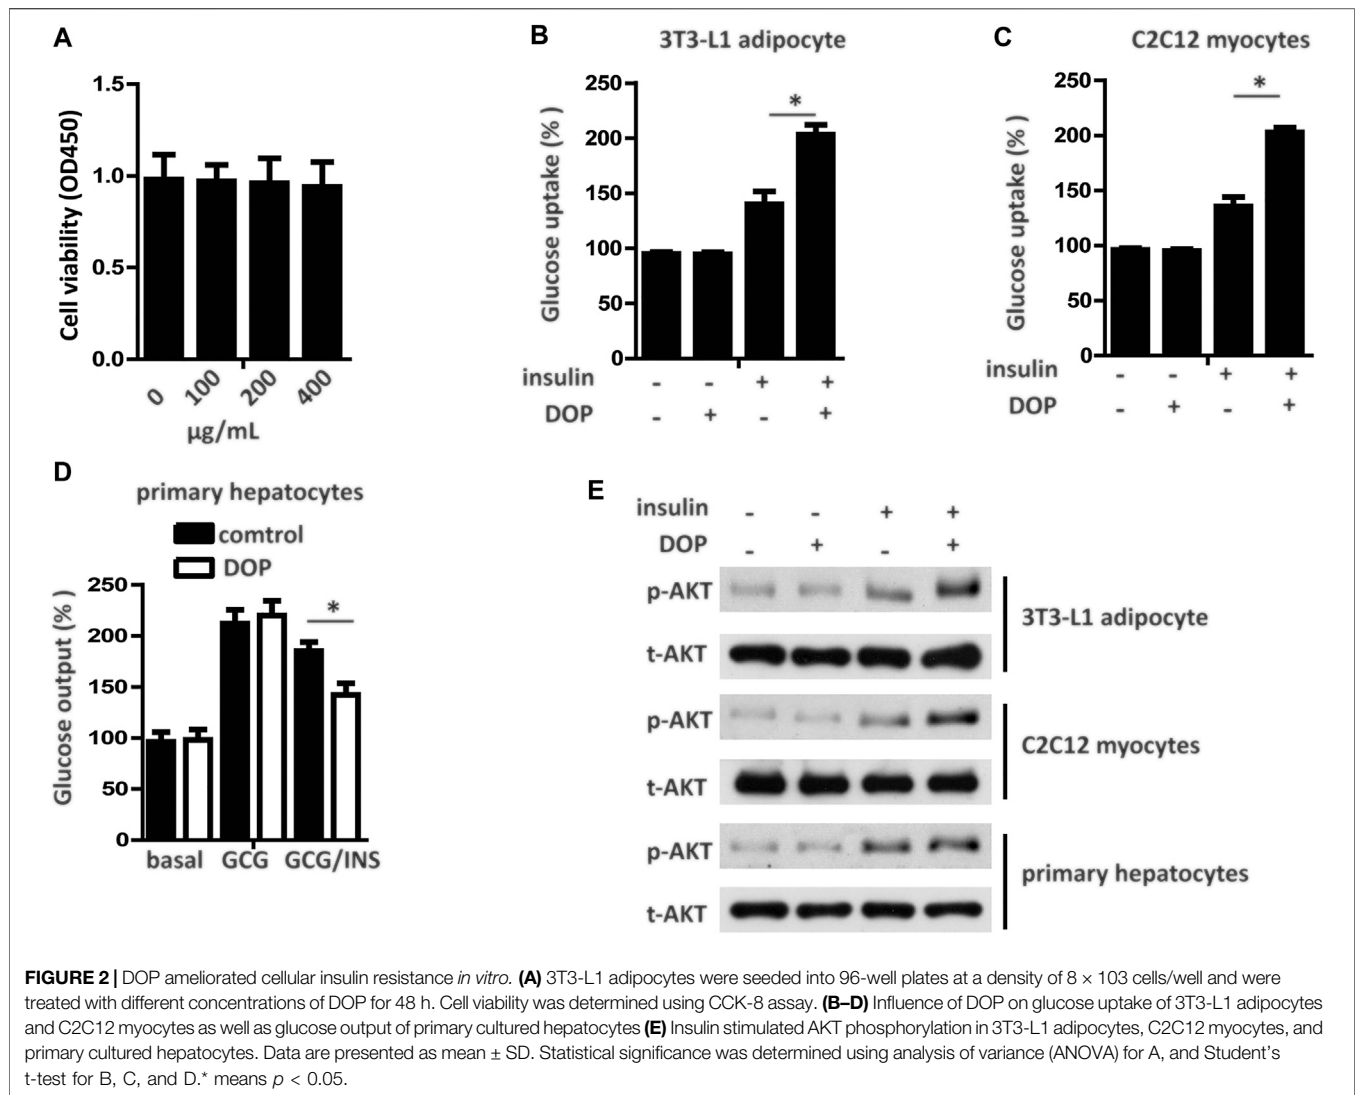 A
1.5
1.0
0.5
0.0
Cell viability (OD450)
0 100 200 400
µg/mL
B
3T3-L1 adipocyte
250
200
150
100
50
0
Glucose uptake (% )
*
insulin - - + +
DOP - + - +
C
C2C12 myocytes
250
200
150
100
50
0
Glucose uptake (% )
*
insulin - - + +
DOP - + - +
D
primary hepatocytes
comtrol
DOP
250
200
150
100
50
0
Glucose output (% )
*
basal GCG GCG/INS
E
insulin - - + +
DOP - + - +
p-AKT
t-AKT
3T3-L1 adipocyte
p-AKT
t-AKT
C2C12 myocytes
p-AKT
t-AKT
primary hepatocytes
FIGURE 2 | DOP ameliorated cellular insulin resistance in vitro. (A) 3T3-L1 adipocytes were seeded into 96-well plates at a density of 8 × 103 cells/well and were
treated with different concentrations of DOP for 48 h. Cell viability was determined using CCK-8 assay. (B–D) Influence of DOP on glucose uptake of 3T3-L1 adipocytes
and C2C12 myocytes as well as glucose output of primary cultured hepatocytes (E) Insulin stimulated AKT phosphorylation in 3T3-L1 adipocytes, C2C12 myocytes, and
primary cultured hepatocytes. Data are presented as mean ± SD. Statistical significance was determined using analysis of variance (ANOVA) for A, and Student's
t-test for B, C, and D.* means p < 0.05.